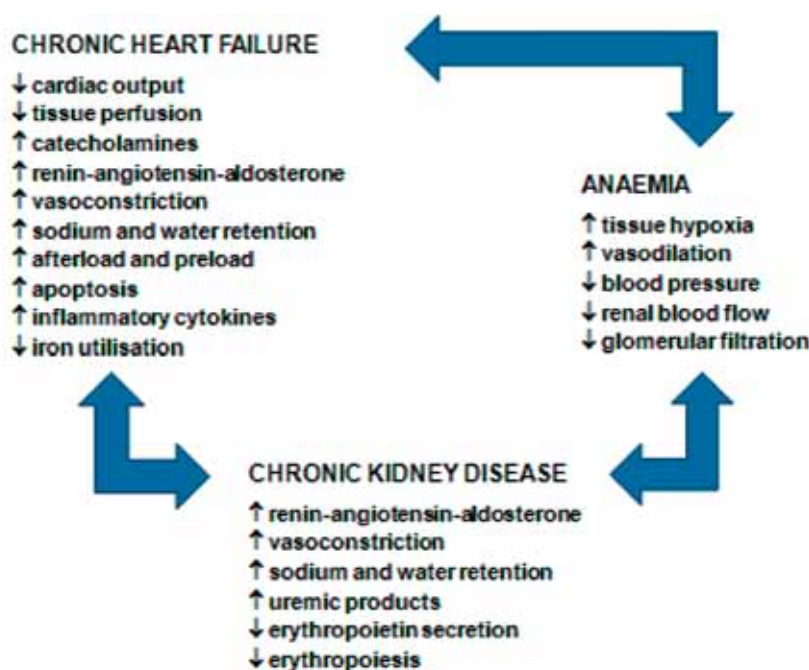 CHRONIC HEART FAILURE
↓ cardiac output
↓ tissue perfusion
↑ catecholamines
↑ renin-angiotensin-aldosterone
↑ vasoconstriction
↑ sodium and water retention
↑ afterload and preload
↑ apoptosis
↑ inflammatory cytokines
↓ iron utilisation
ANAEMIA
↑ tissue hypoxia
↑ vasodilation
↓ blood pressure
↓ renal blood flow
↓ glomerular filtration
CHRONIC KIDNEY DISEASE
↑ renin-angiotensin-aldosterone
↑ vasoconstriction
↑ sodium and water retention
↑ uremic products
↓ erythropoietin secretion
↓ erythropoiesis